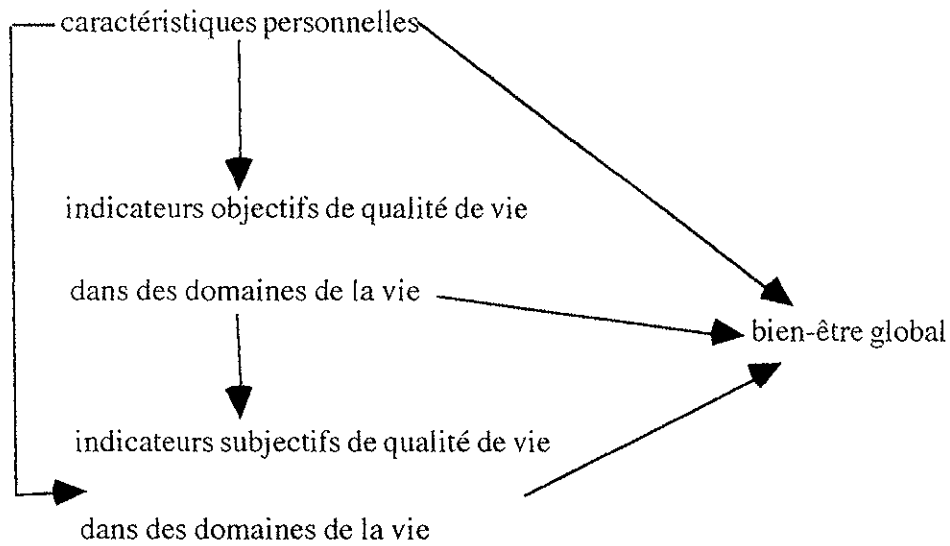 caractéristiques personnelles
indicateurs objectifs de qualité de vie
dans des domaines de la vie
bien-être global
indicateurs subjectifs de qualité de vie
dans des domaines de la vie